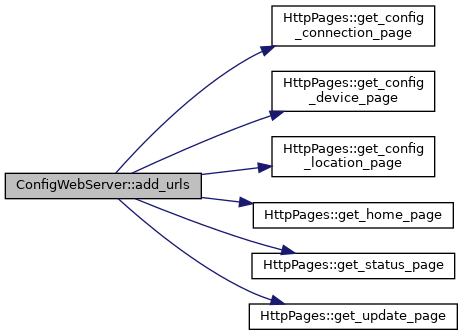 HttpPages::get_config
_connection_page
HttpPages::get_config
_device_page
HttpPages::get_config
_location_page
ConfigWebServer::add_urls
HttpPages::get_home_page
HttpPages::get_status_page
HttpPages::get_update_page